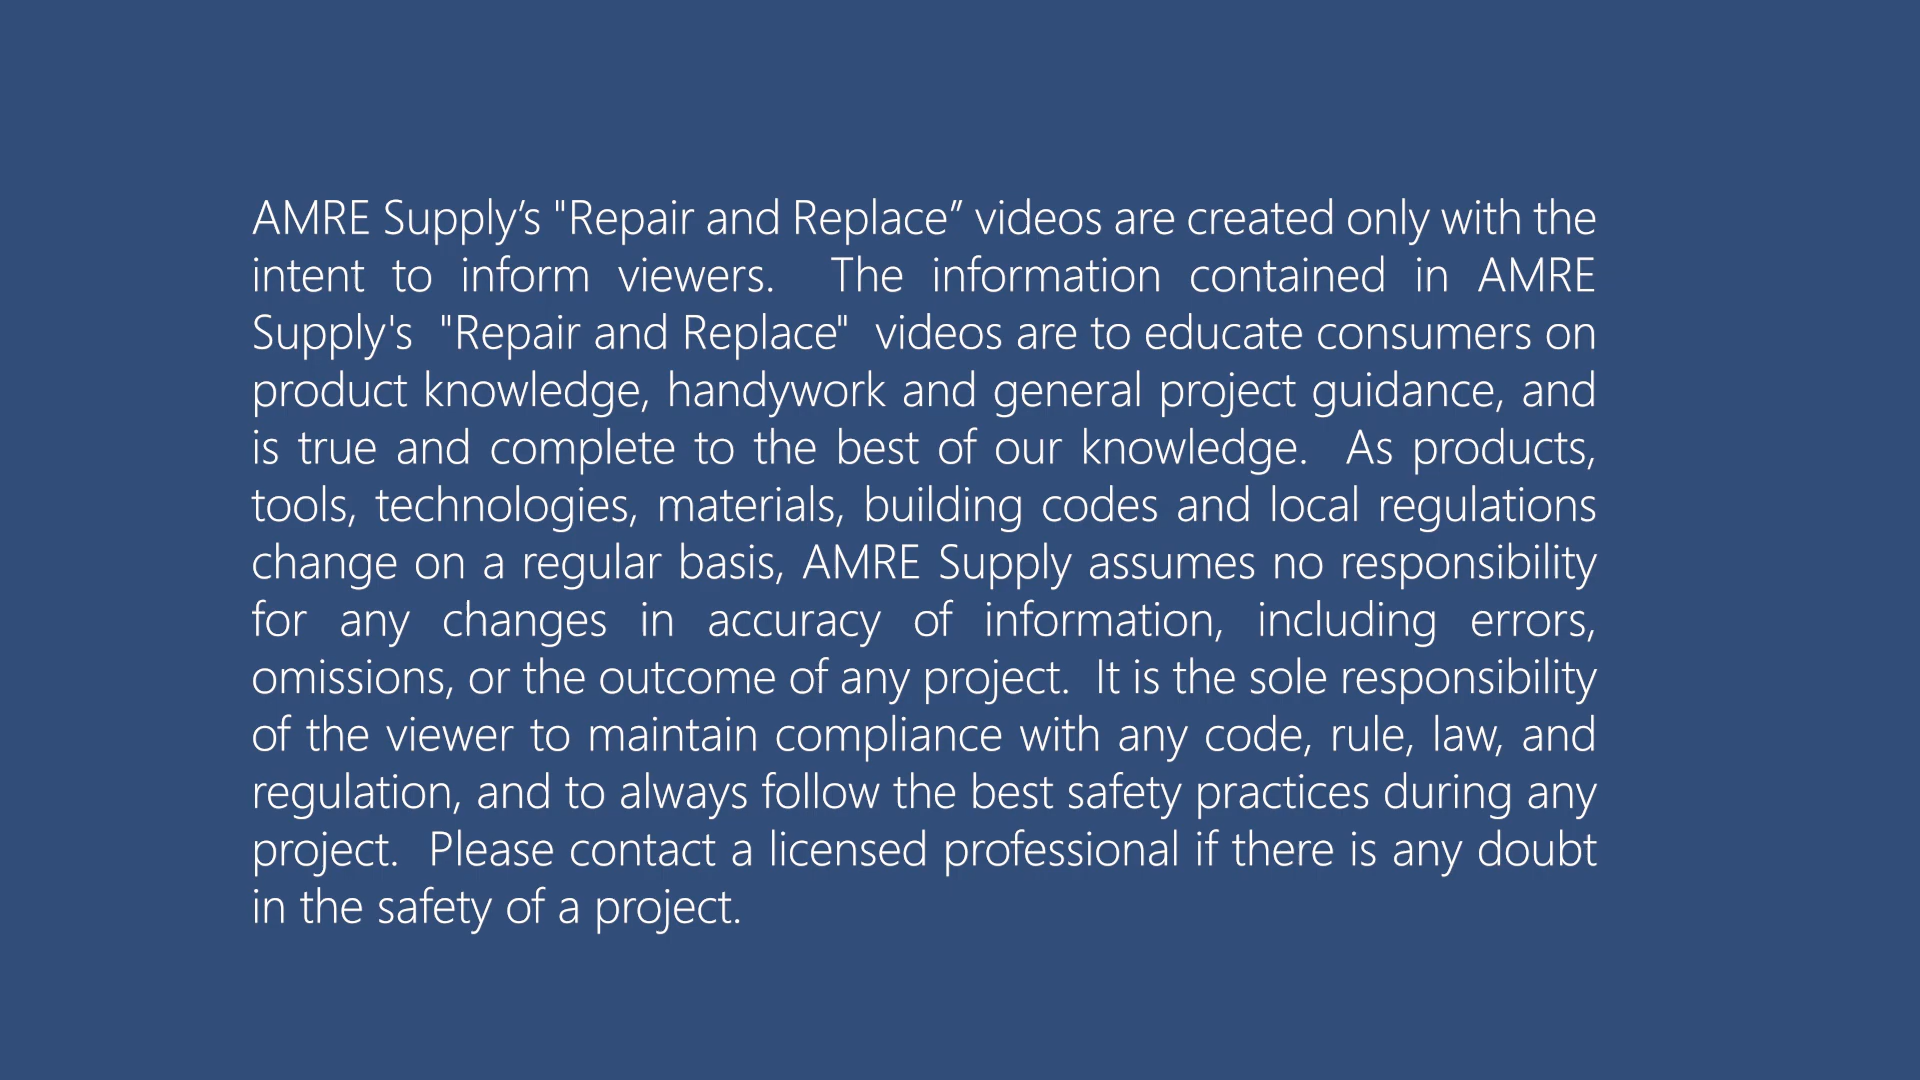 AMRE Supply’s "Repair and Replace” videos are created only with the
intent to inform viewers.  The information contained in AMRE
Supply's  "Repair and Replace"  videos are to educate consumers on
product knowledge, handywork and general project guidance, and
is true and complete to the best of our knowledge.  As products,
tools, technologies, materials, building codes and local regulations
change on a regular basis, AMRE Supply assumes no responsibility
for any changes in accuracy of information, including errors,
omissions, or the outcome of any project.  It is the sole responsibility
of the viewer to maintain compliance with any code, rule, law, and
regulation, and to always follow the best safety practices during any
project.  Please contact a licensed professional if there is any doubt
in the safety of a project.